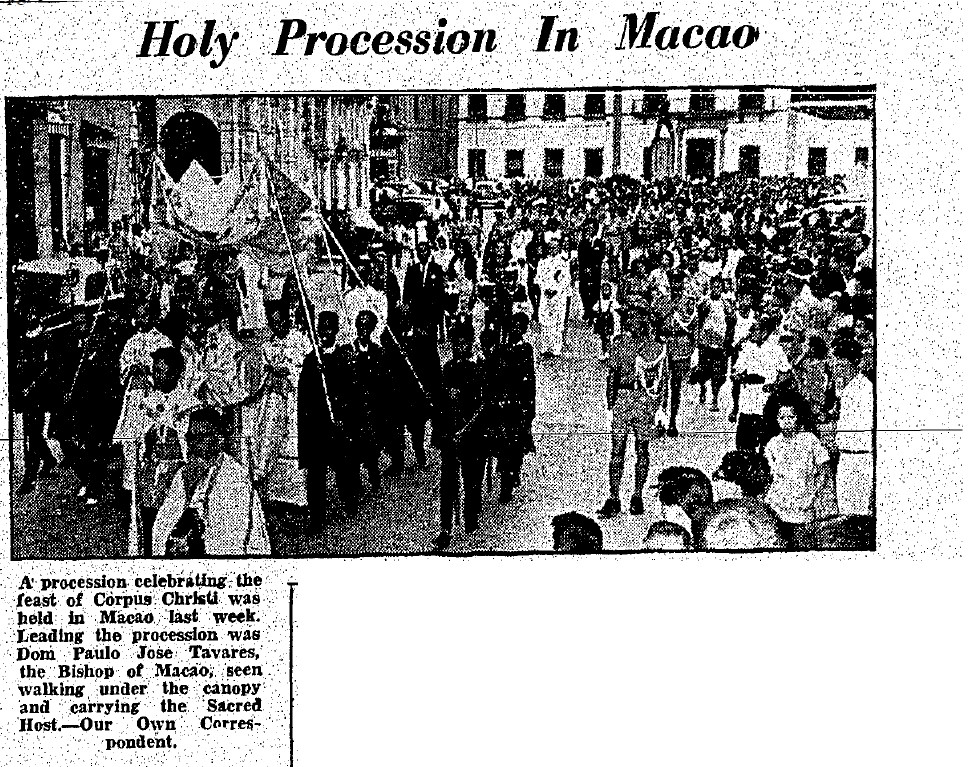 Holy Procession In Macao
A procession celebrating the
feast of Corpus Christi was
held in Macao last week.
Leading the procession was
Dom Paulo Jose Tavares,
the Bishop of Macao, seen
walking under the canopy
and carrying the Sacred
Host.—Our Own Corres-
pondent.